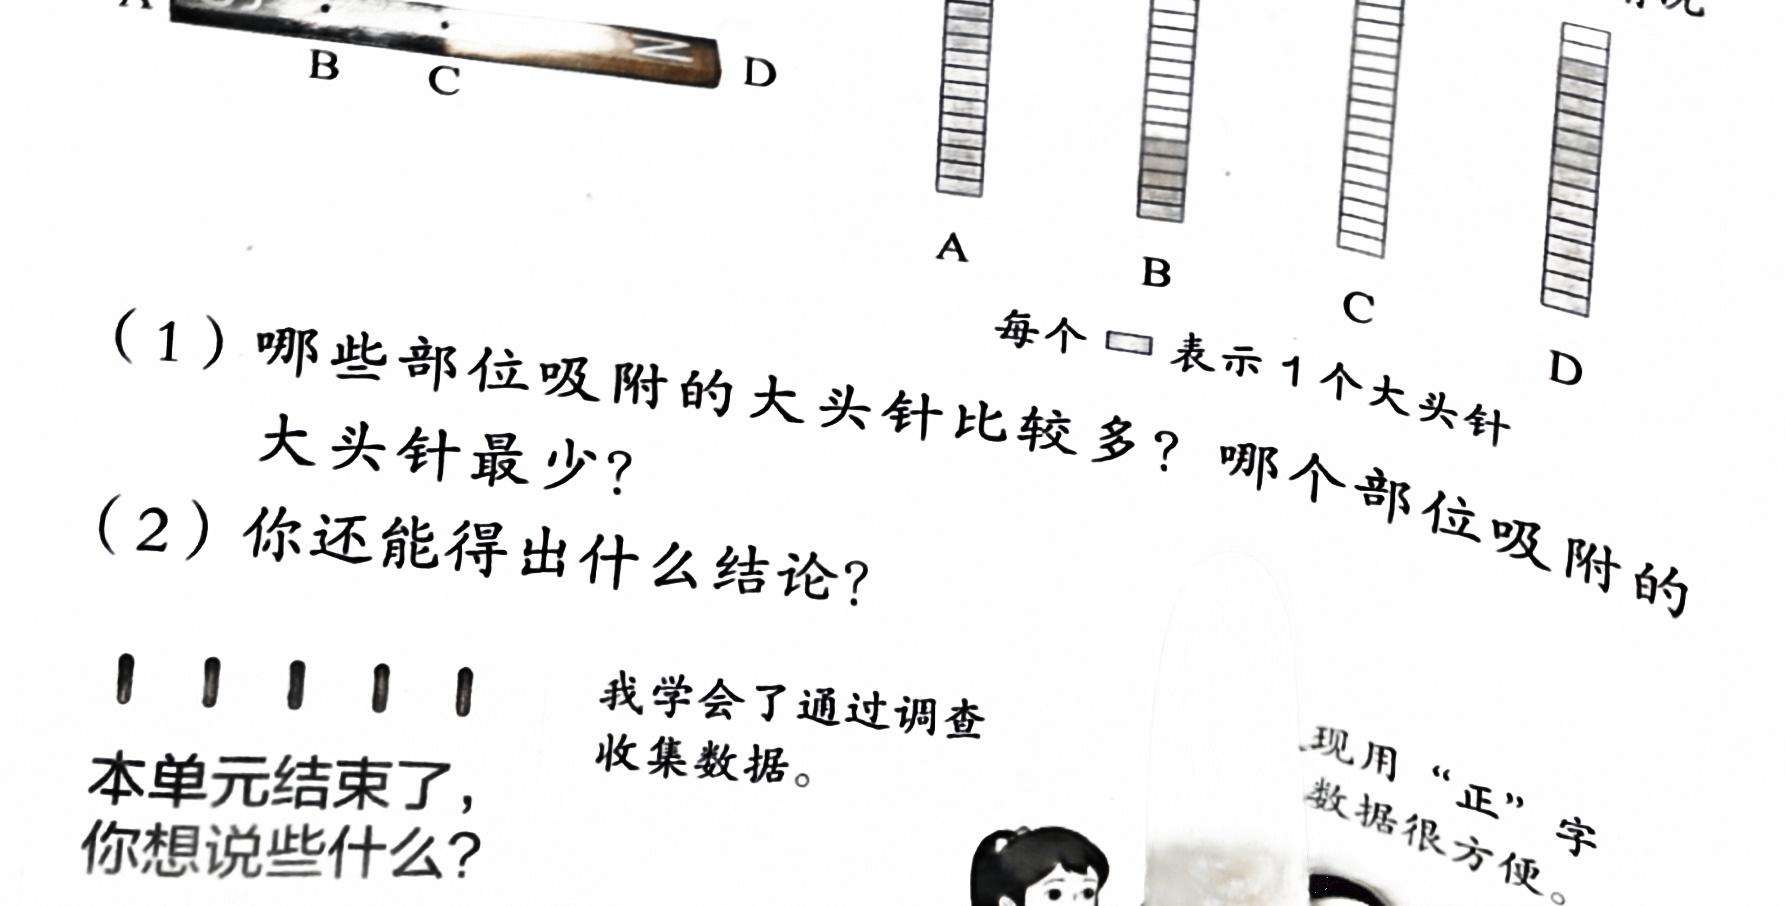 N
B
C
D
A
B
C
D
每个 表示1个大头针
(1)哪些部位吸附的大头针比较多?哪个部位吸附的
大头针最少?
(2)你还能得出什么结论?
本单元结束了,
你想说些什么?
我学会了通过调查
收集数据。
现用“正”字
数据很方便。